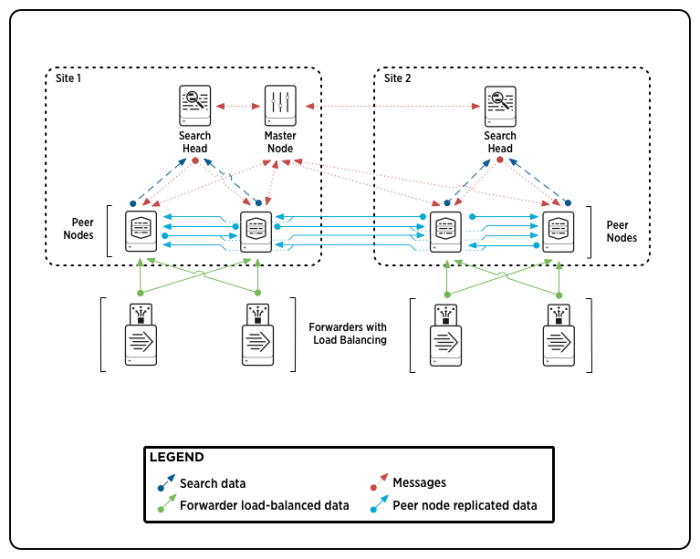 Site 1
Site 2
Search
Head
Master
Node
Search
Head
Peer
Nodes
Peer
Nodes
Forwarders with
Load Balancing
LEGEND
Search data
Messages
Forwarder load-balanced data
Peer node replicated data